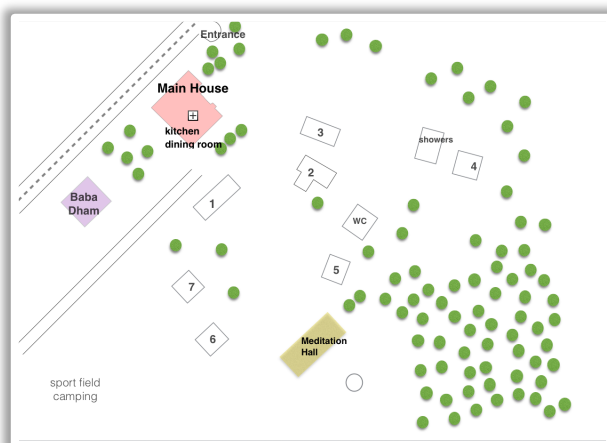 Entrance
Main House
kitchen
dining room
3
showers
4
2
Baba
Dham
1
WC
5
7
6
Meditation
Hall
sport field
camping